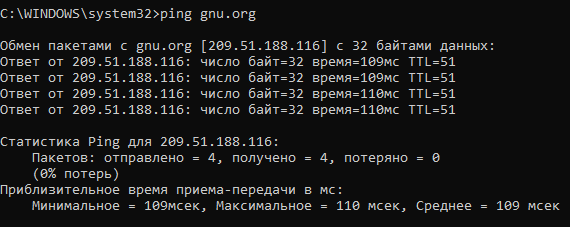 C:\WINDOWS\system32>ping gnu.org
Обмен пакетами с gnu.org [209.51.188.116] с 32 байтами данных:
Ответ от 209.51.188.116: число байт=32 время=109мс TTL=51
Ответ от 209.51.188.116: число байт=32 время=109мс TTL=51
Ответ от 209.51.188.116: число байт=32 время=110мс TTL=51
Ответ от 209.51.188.116: число байт=32 время=110мс TTL=51
Статистика Ping для 209.51.188.116:
Пакетов: отправлено = 4, получено = 4, потеряно = 0
(0% потерь)
Приблизительное время приема-передачи в мс:
Минимальное = 109мсек, Максимальное = 110 мсек, Среднее = 109 мсек